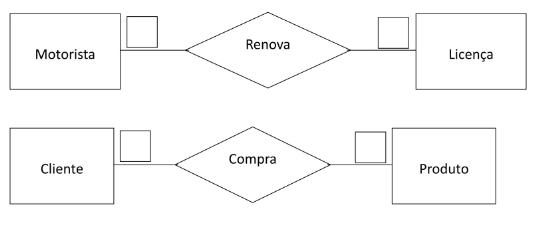 Motorista
Renova
Licença
Cliente
Compra
Produto